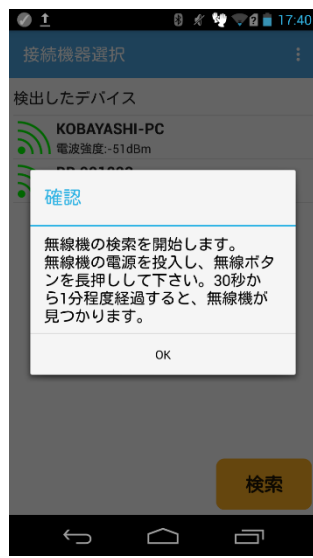 17:40
接続機器選択
検出したデバイス
KOBAYASHI-PC
電波強度:-51dBm
確認
無線機の検索を開始します。
無線機の電源を投入し、無線ボタ
ンを長押しして下さい。30秒か
ら1分程度経過すると、無線機が
見つかります。
OK
検索